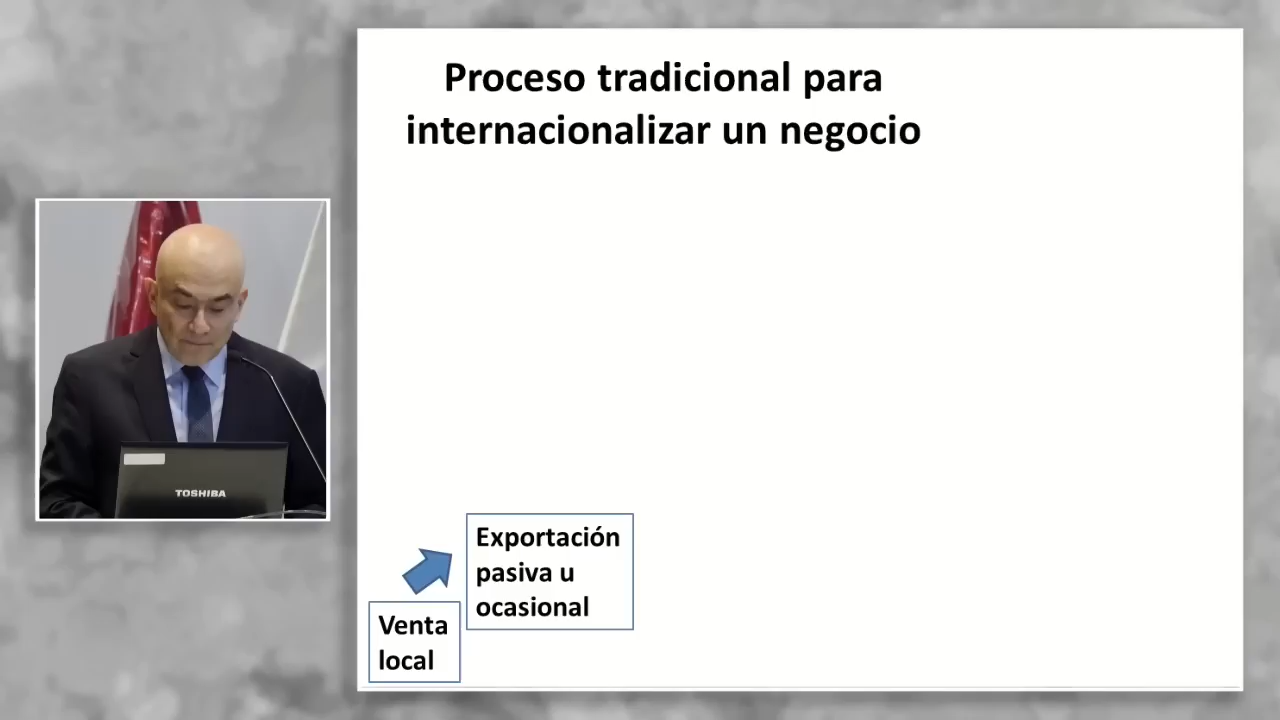 Proceso tradicional para
internacionalizar un negocio
TOSHIBA
Exportación
pasiva u
ocasional
Venta
local